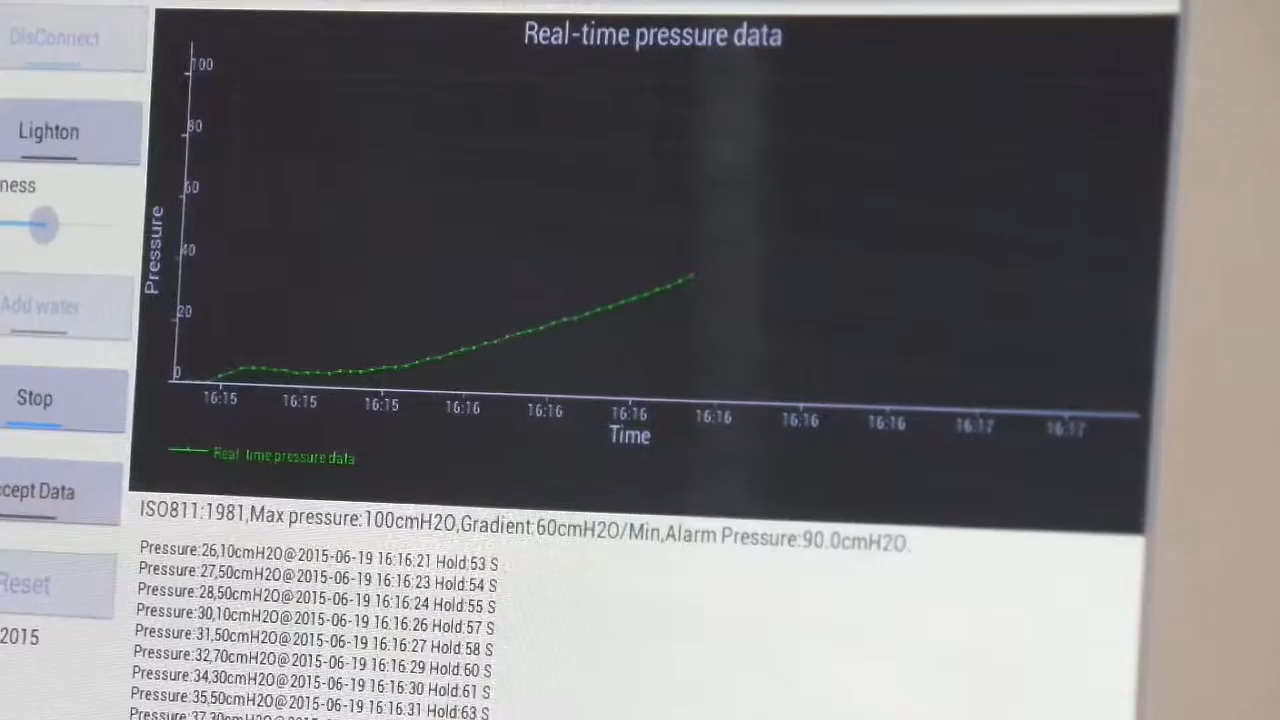 DisConnect
Lighton
ness
Add water
Stop
ccept Data
Reset
2015
Real-time pressure data
100
80
60
40
20
0
Pressure
16:15 16:15 16:15 16:16 16:16 16:16 16:16 16:16 16:16 16:17 16:17
Time
Real-time pressure data
ISO811:1981,Max pressure:100cmH2O,Gradient:60cmH2O/Min,Alarm Pressure:90.0cmH2O.
Pressure:26,10cmH2O@2015-06-19 16:16:21 Hold:53 S
Pressure:27,50cmH2O@2015-06-19 16:16:23 Hold:54 S
Pressure:28,50cmH2O@2015-06-19 16:16:24 Hold:55 S
Pressure:30,10cmH2O@2015-06-19 16:16:26 Hold:57 S
Pressure:31,50cmH2O@2015-06-19 16:16:27 Hold:58 S
Pressure:32,70cmH2O@2015-06-19 16:16:29 Hold:60 S
Pressure:34,30cmH2O@2015-06-19 16:16:30 Hold:61 S
Pressure:35,50cmH2O@2015-06-19 16:16:31 Hold:63 S